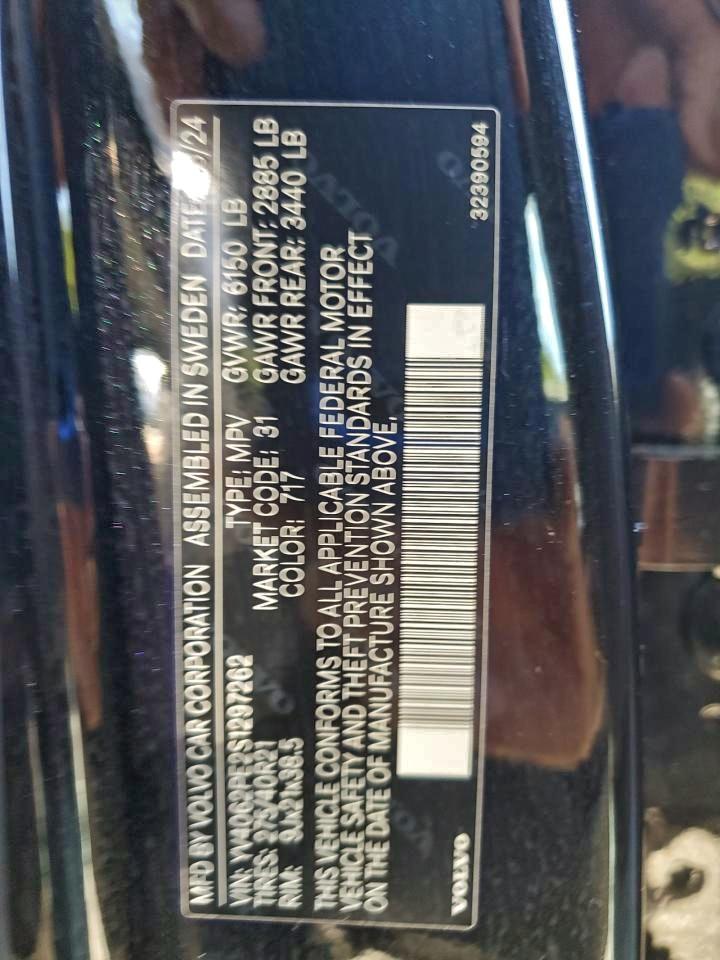 MFD BY VOLVO CAR CORPORATION ASSEMBLED IN SWEDEN DATE: /24
VIN: TYPE: MPV GVWR: 6150 LB
TIRES: 275/40R21 MARKET CODE: 31 GAWR FRONT: 2885 LB
RIM: 9Jx21x38.5 COLOR: 717 GAWR REAR: 3440 LB
THIS VEHICLE CONFORMS TO ALL APPLICABLE FEDERAL MOTOR
VEHICLE SAFETY AND THEFT PREVENTION STANDARDS IN EFFECT
ON THE DATE OF MANUFACTURE SHOWN ABOVE.
VOLVO 32390594